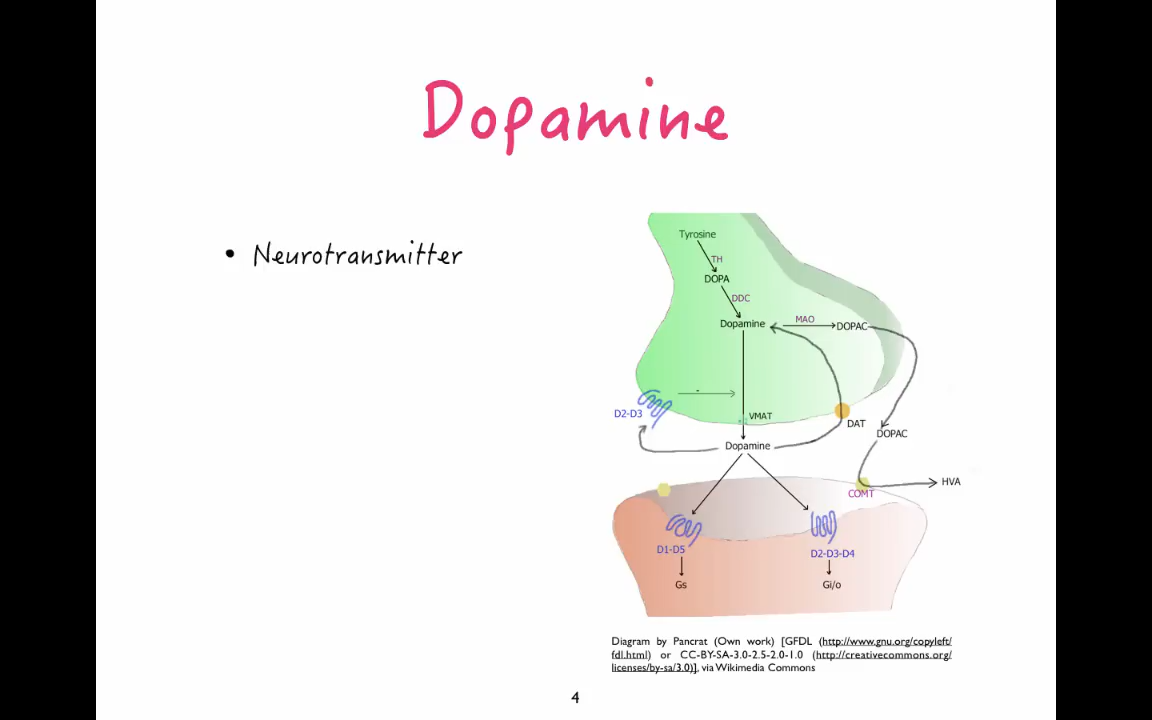 Dopamine
• Neurotransmitter
Tyrosine
TH
DOPA
DDC
Dopamine
MAO
DOPAC
D2-D3
-
VMAT
DAT
DOPAC
Dopamine
HVA
COMT
D1-D5
D2-D3-D4
Gs
Gi/o
Diagram by Pancrat (Own work) [GFDL (http://www.gnu.org/copyleft/
fdl.html) or CC-BY-SA-3.0-2.5-2.0-1.0 (http://creativecommons.org/
licenses/by-sa/3.0)], via Wikimedia Commons
4